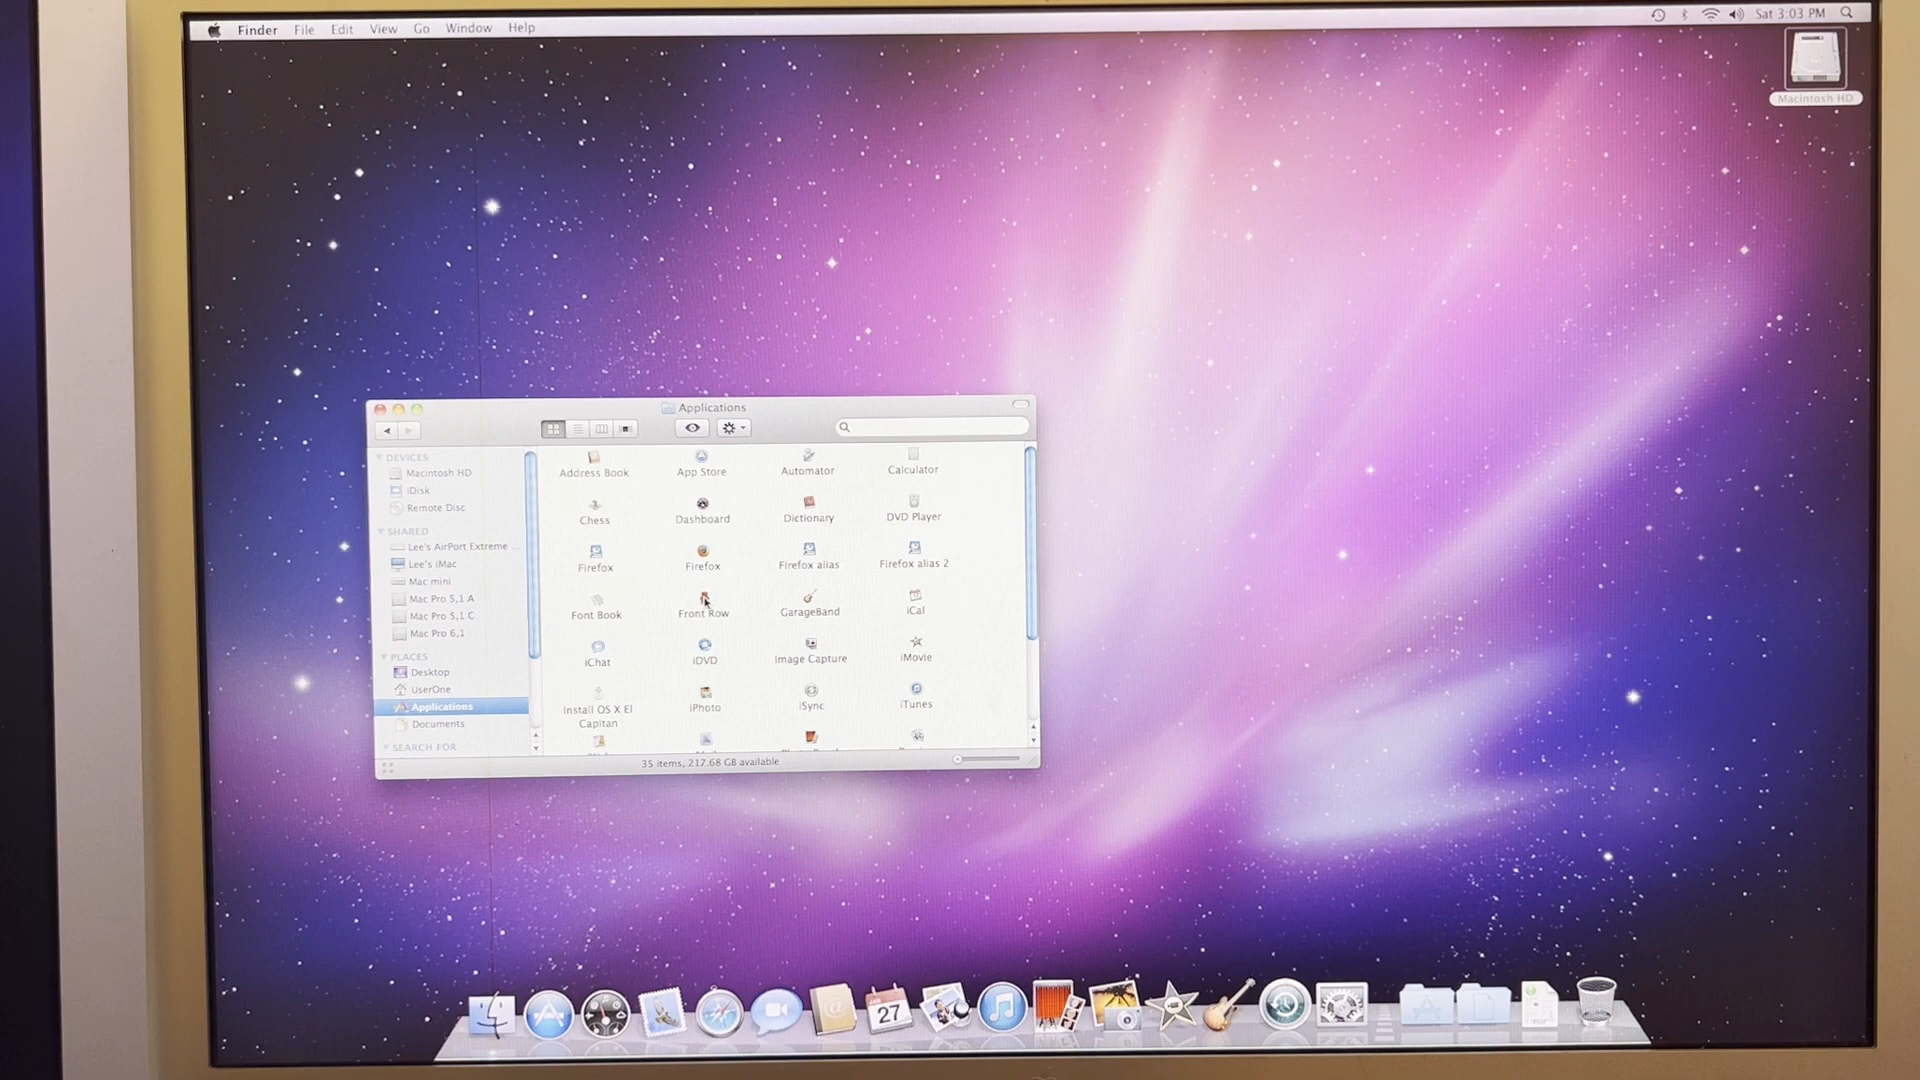 Finder File Edit View Go Window Help
Sat 3:03 PM
Macintosh HD
Applications
DEVICES
Macintosh HD
iDisk
Remote Disc
SHARED
Lee's AirPort Extreme ...
Lee's iMac
Mac mini
Mac Pro 5,1 A
Mac Pro 5,1 C
Mac Pro 6,1
PLACES
Desktop
UserOne
Applications
Documents
SEARCH FOR
Address Book App Store Automator Calculator
Chess Dashboard Dictionary DVD Player
Firefox Firefox Firefox alias Firefox alias 2
Font Book Front Row GarageBand iCal
iChat iDVD Image Capture iMovie
Install OS X El Capitan iPhoto iSync iTunes
35 items, 217.68 GB available
JAN
27